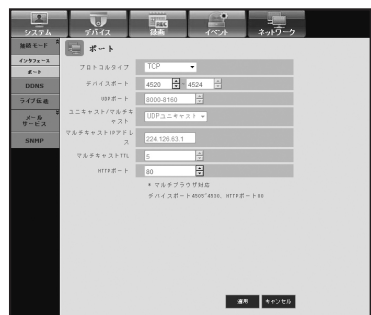 システム
デバイス
録画
イベント
ネットワーク
接続モード
インタフェース
ポート
DDNS
ライブ伝送
メール
サービス
SNMP
ポート
プロトコルタイプ TCP
デバイスポート 4520 - 4524
UDPポート 8000-8160
ユニキャスト/マルチキャスト UDPユニキャスト
マルチキャストIPアドレス 224.126.63.1
マルチキャストTTL 5
HTTPポート 80
* マルチブラウザ対応
デバイスポート4505~4530, HTTPポート80
適用
キャンセル